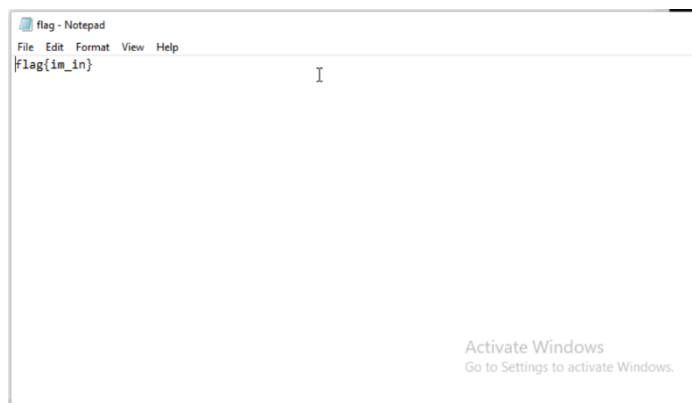 flag - Notepad
File Edit Format View Help
flag{im_in}
Activate Windows
Go to Settings to activate Windows.